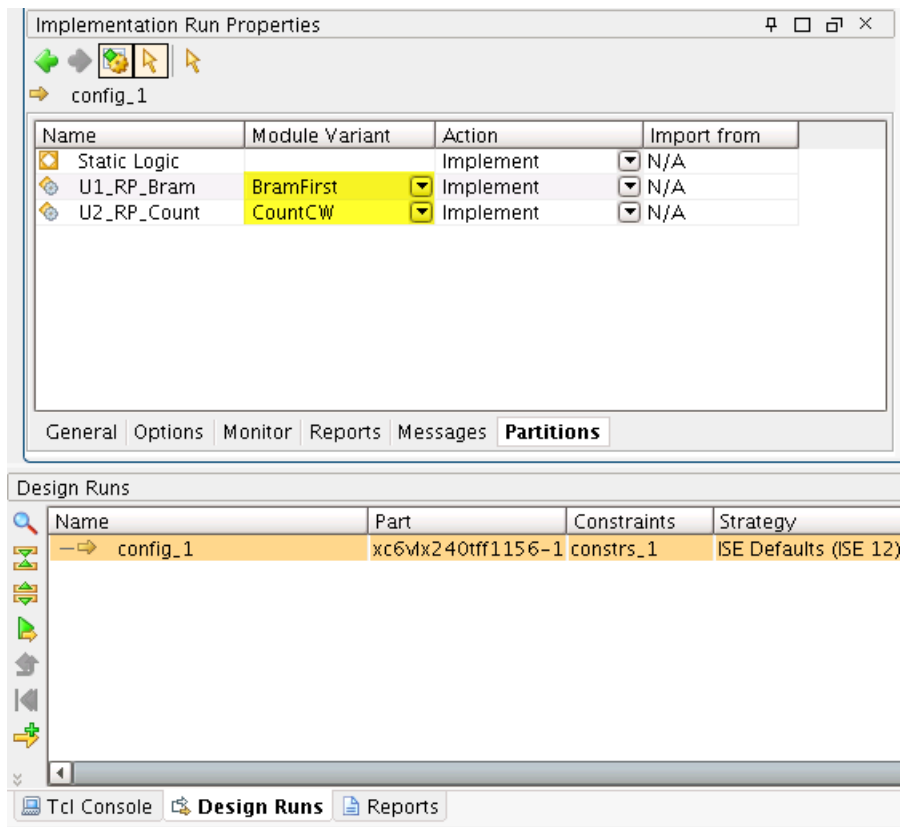 Implementation Run Properties
config_1
Name Module Variant Action Import from
Static Logic Implement N/A
U1_RP_Bram BramFirst Implement N/A
U2_RP_Count CountCW Implement N/A
General Options Monitor Reports Messages Partitions
Design Runs
Name Part Constraints Strategy
config_1 xc6vlx240tff1156-1 constrs_1 ISE Defaults (ISE 12)
Tcl Console Design Runs Reports